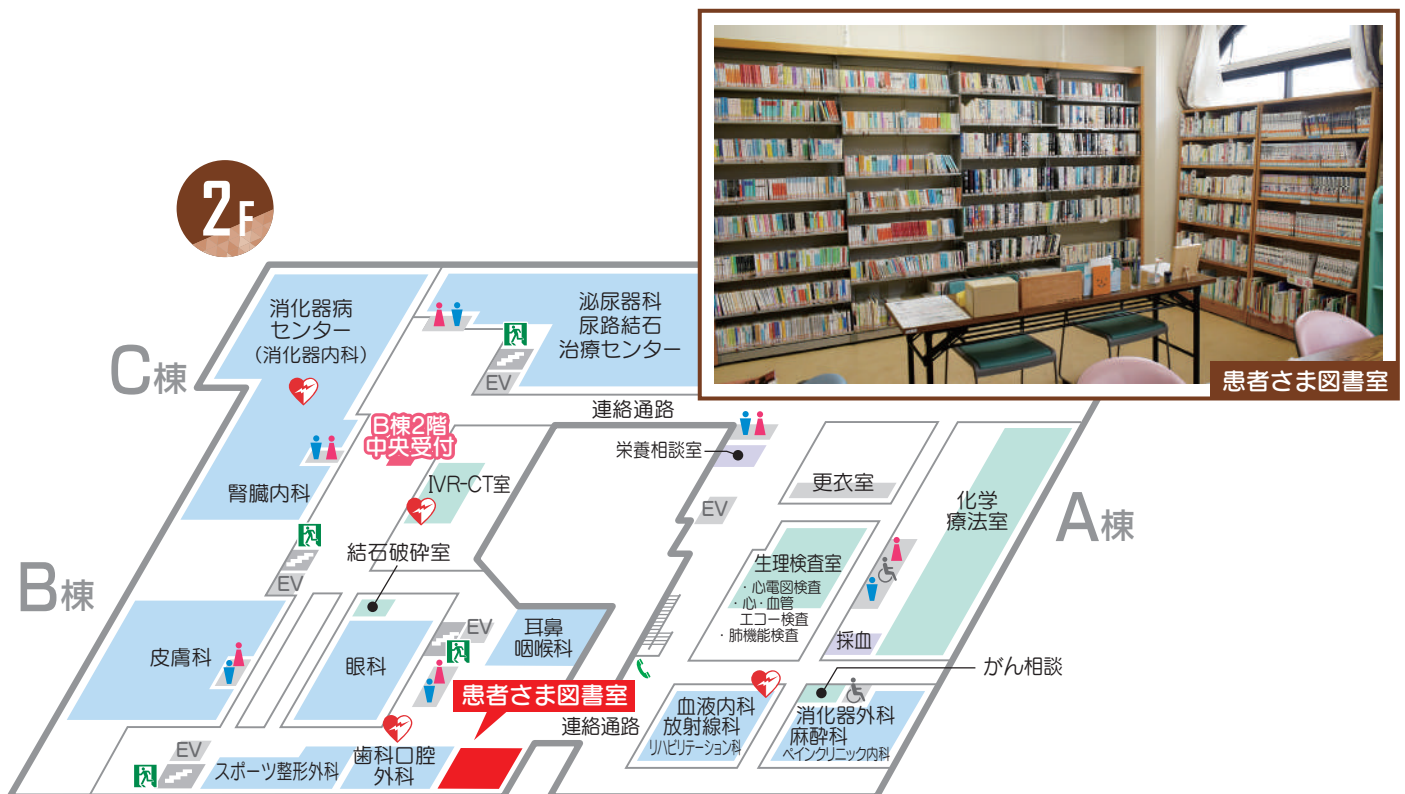 患者さま図書室
2F
消化器病
センター
(消化器内科)
泌尿器科
尿路結石
治療センター
EV
C棟
連絡通路
B棟2階
中央受付
栄養相談室
IVR-CT室
腎臓内科
更衣室
EV
化学
療法室
A棟
結石破砕室
生理検査室
・心電図検査
・心・血管
エコー検査
・肺機能検査
EV
B棟
EV
耳鼻
咽喉科
採血
皮膚科
眼科
がん相談
患者さま図書室
連絡通路
血液内科
放射線科
リハビリテーション科
消化器外科
麻酔科
ペインクリニック内科
EV
スポーツ整形外科
歯科口腔
外科